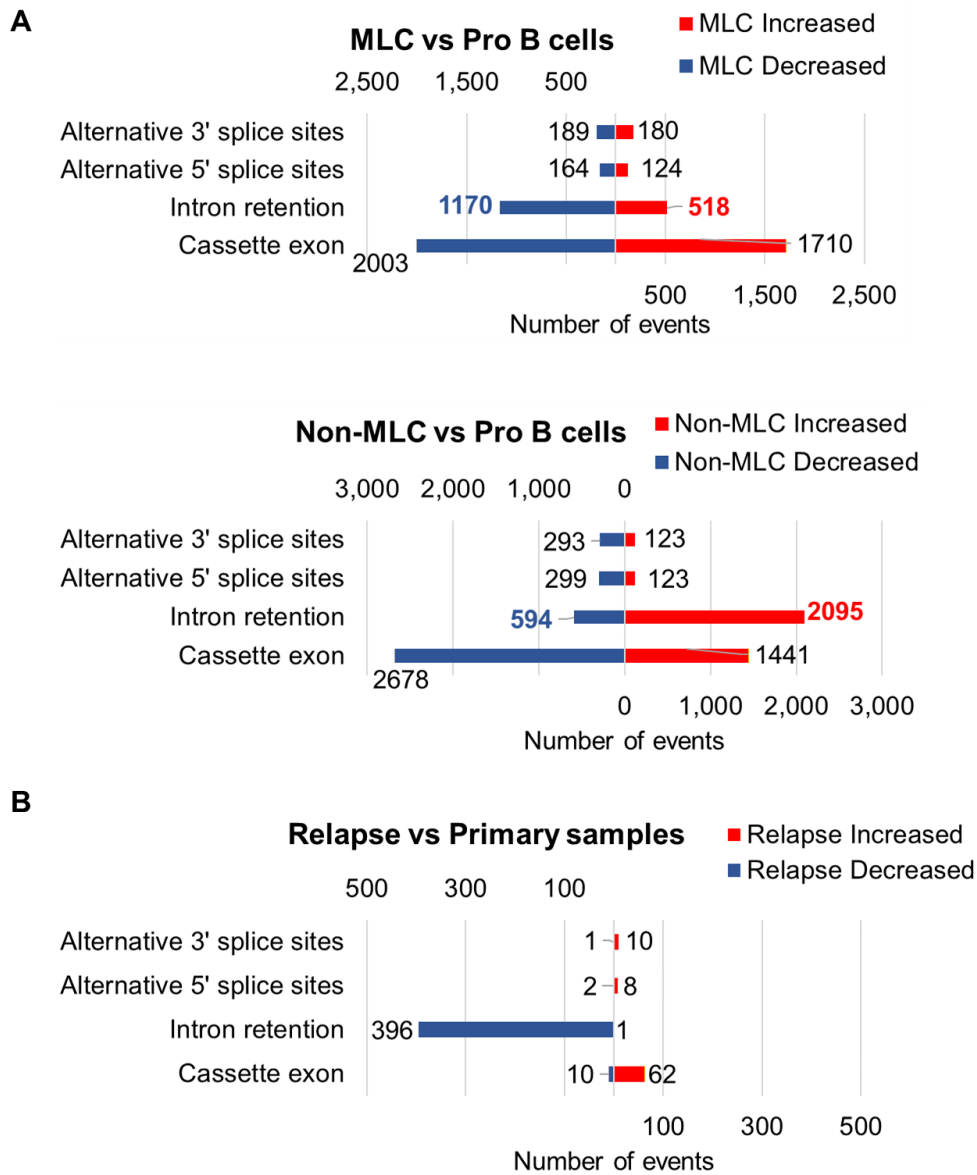 A
MLC vs Pro B cells
MLC Increased
MLC Decreased
2,500 1,500 500
Alternative 3' splice sites 189 180
Alternative 5' splice sites 164 124
Intron retention 1170 518
Cassette exon 2003 1710
500 1,500 2,500
Number of events
Non-MLC vs Pro B cells
Non-MLC Increased
Non-MLC Decreased
3,000 2,000 1,000 0
Alternative 3' splice sites 293 123
Alternative 5' splice sites 299 123
Intron retention 594 2095
Cassette exon 2678 1441
0 1,000 2,000 3,000
Number of events
B
Relapse vs Primary samples
Relapse Increased
Relapse Decreased
500 300 100
Alternative 3' splice sites 1 10
Alternative 5' splice sites 2 8
Intron retention 396 1
Cassette exon 10 62
100 300 500
Number of events